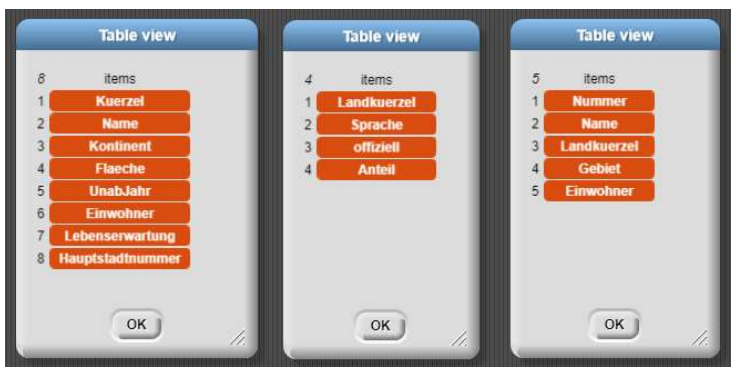 Table view
8 items
1 Kuerzel
2 Name
3 Kontinent
4 Flaeche
5 UnabJahr
6 Einwohner
7 Lebenserwartung
8 Hauptstadtnummer
OK
Table view
4 items
1 Landkuerzel
2 Sprache
3 offiziell
4 Anteil
OK
Table view
5 items
1 Nummer
2 Name
3 Landkuerzel
4 Gebiet
5 Einwohner
OK